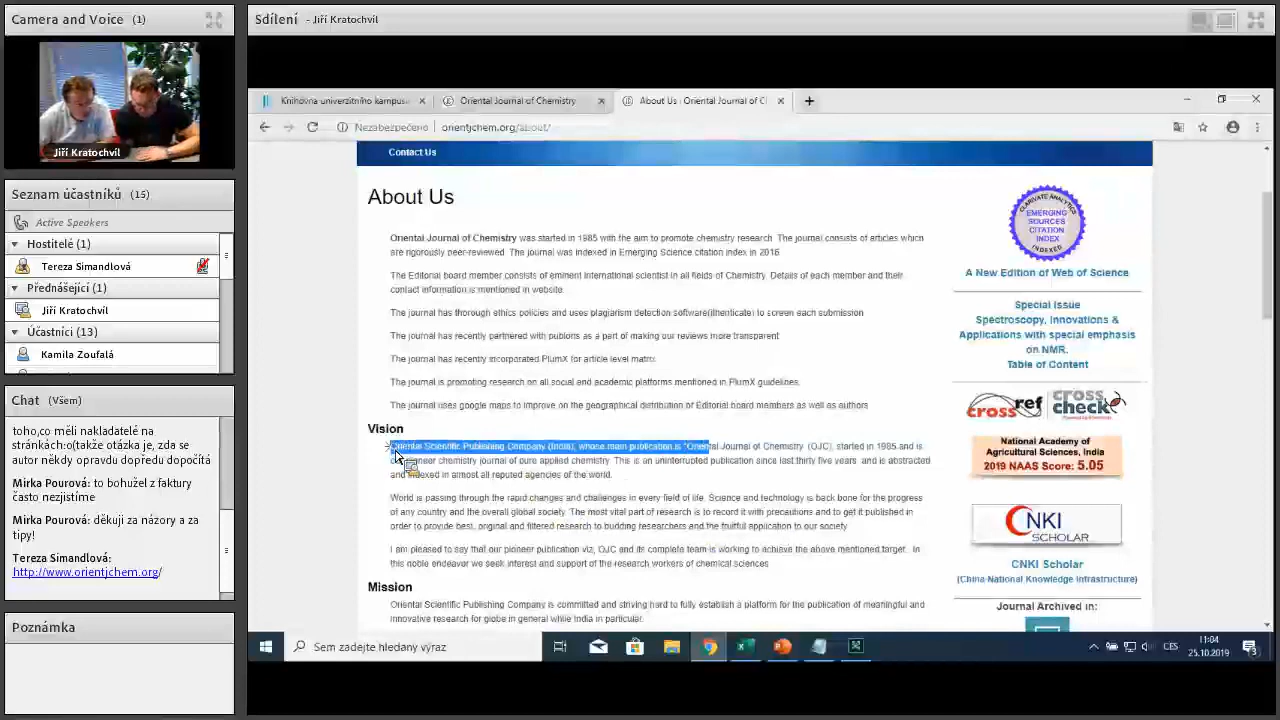 Camera and Voice (1)
Jiří Kratochvíl
Seznam účastníků (15)
Active Speakers
Hostitelé (1)
Tereza Simandlová
Přednášející (1)
Jiří Kratochvíl
Účastníci (13)
Kamila Zoufalá
Chat (Všem)
toho,co měli nakladatelé na
stránkách:o(takže otázka je, zda se
autor někdy opravdu dopředu dopočítá
Mirka Pourová: to bohužel z faktury
často nezjistíme
Mirka Pourová: děkuji za názory a za
tipy!
Tereza Simandlová:
http://www.orientjchem.org/
Poznámka
Sdílení - Jiří Kratochvíl
Knihovna univerzitního kampusu
Oriental Journal of Chemistry
About Us | Oriental Journal of C
Nezabezpečeno
orientjchem.org/about/
Contact Us
About Us
Oriental Journal of Chemistry was started in 1985 with the aim to promote chemistry research. The journal consists of articles which
are rigorously peer-reviewed. The journal was indexed in Emerging Science citation index in 2016
The Editorial board member consists of eminent international scientist in all fields of Chemistry. Details of each member and their
contact information is mentioned in website.
The journal has thorough ethics policies and uses plagiarism detection software(ithenticate) to screen each submission
The journal has recently partnered with publons as a part of making our reviews more transparent
The journal has recently incorporated PlumX for article level matrix.
The journal is promoting research on all social and academic platforms mentioned in PlumX guidelines.
The journal uses google maps to improve on the geographical distribution of Editorial board members as well as authors
Vision
Oriental Scientific Publishing Company (India), whose main publication is "Oriental Journal of Chemistry (OJC), started in 1985 and is
chemistry journal of pure applied chemistry. This is an uninterrupted publication since last thirty five years and is abstracted
and indexed in almost all reputed agencies of the world.
World is passing through the rapid changes and challenges in every field of life. Science and technology is back bone for the progress
of any country and the overall global society. The most vital part of research is to record it with precautions and to get it published in
order to provide best, original and filtered research to budding researchers and the fruitful application to our society
I am pleased to say that our pioneer publication viz, OJC and its complete team is working to achieve the above mentioned target. In
this noble endeavor we seek interest and support of the research workers of chemical sciences
Mission
Oriental Scientific Publishing Company is committed and striving hard to fully establish a platform for the publication of meaningful and
innovative research for globe in general while India in particular.
CLARIVATE ANALYTICS
EMERGING
SOURCES
CITATION
INDEX
INDEXED
A New Edition of Web of Science
Special Issue
Spectroscopy, Innovations &
Applications with special emphasis
on NMR.
Table of Content
crossref
cross check
National Academy of
Agricultural Sciences, India
2019 NAAS Score: 5.05
CNKI
SCHOLAR
CNKI Scholar
(China National Knowledge Infrastructure)
Journal Archived in:
Sem zadejte hledaný výraz
CES
11:04
25.10.2019
3